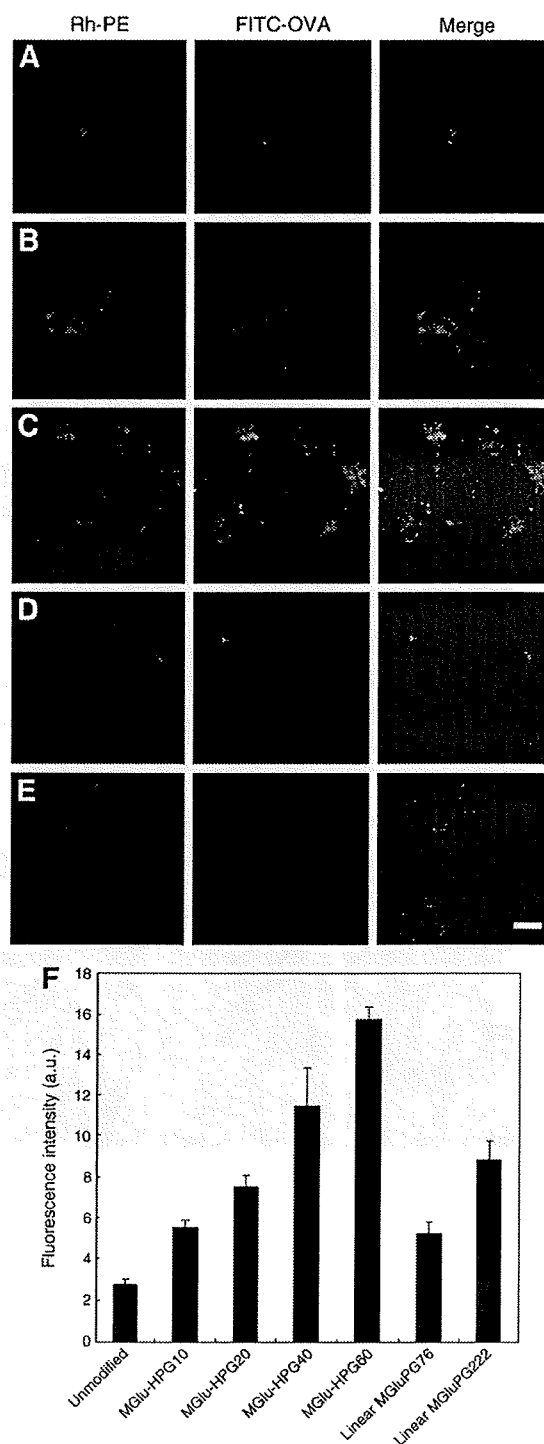 Rh-PE FITC-OVA Merge
A
B
C
D
E
F
18
16
14
12
10
8
6
4
2
0
Fluorescence intensity (a.u.)
Unmodified
MGlu-HPG10
MGlu-HPG20
MGlu-HPG40
MGlu-HPG60
Linear MGluPG76
Linear MGluPG222